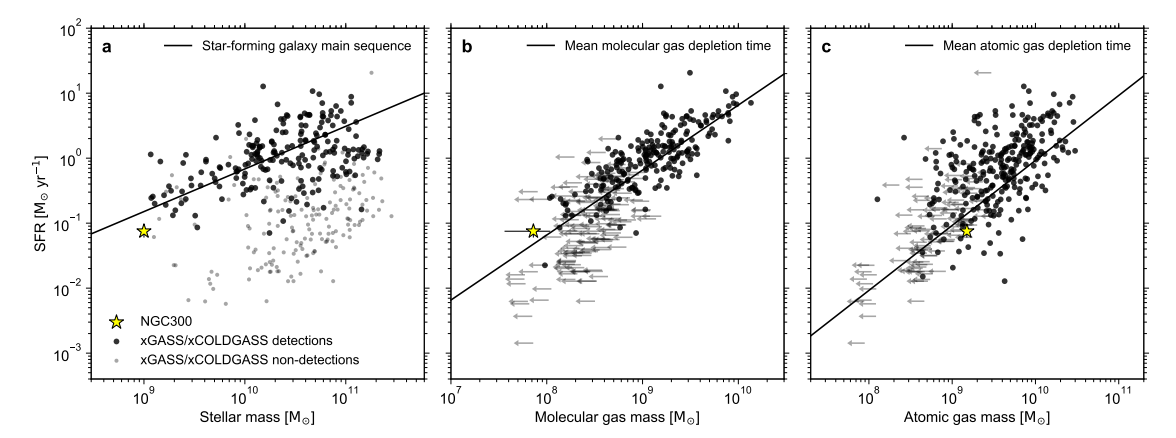 a
Star-forming galaxy main sequence
b
Mean molecular gas depletion time
c
Mean atomic gas depletion time
10²
10¹
10⁰
10⁻¹
10⁻²
10⁻³
SFR [M⊙ yr⁻¹]
NGC300
xGASS/xCOLDGASS detections
xGASS/xCOLDGASS non-detections
10⁹ 10¹⁰ 10¹¹
10⁷ 10⁸ 10⁹ 10¹⁰
10⁸ 10⁹ 10¹⁰ 10¹¹
Stellar mass [M⊙]
Molecular gas mass [M⊙]
Atomic gas mass [M⊙]